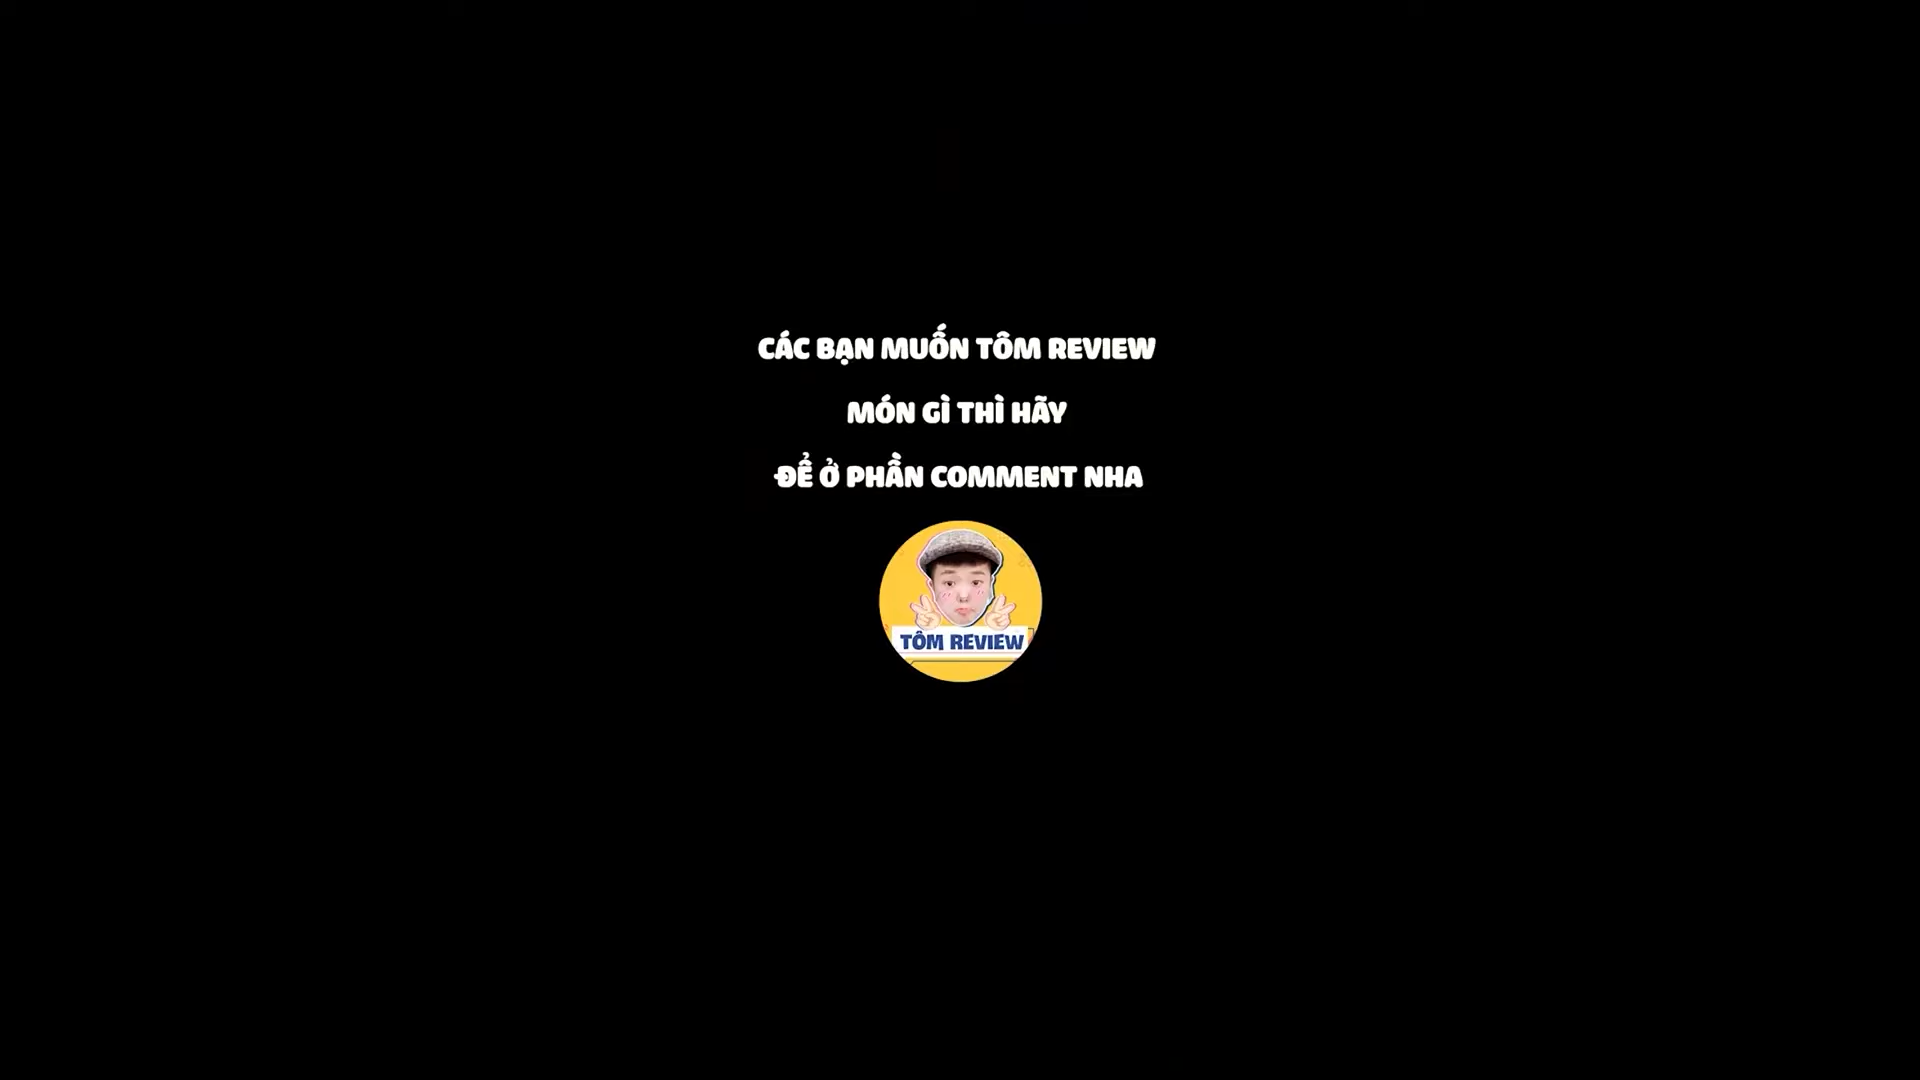 CÁC BẠN MUỐN TÔM REVIEW
MÓN GÌ THÌ HÃY
ĐỂ Ở PHẦN COMMENT NHA
TÔM REVIEW